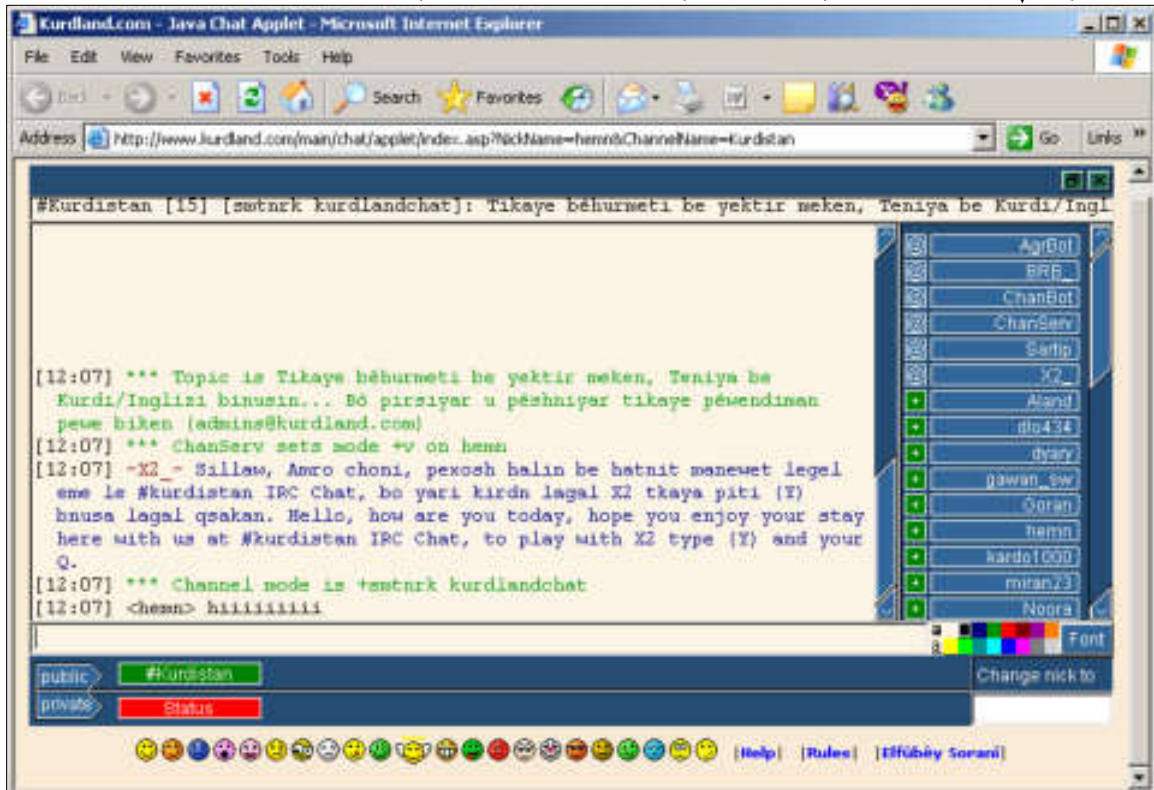 Kurdland.com - Java Chat Applet - Microsoft Internet Explorer
File Edit View Favorites Tools Help
Back Search Favorites
Address http://www.kurdland.com/main/chat/applet/index.asp?NickName=hemn&ChannelName=Kurdistan Go Links »
#Kurdistan [15] [smtnrk kurdlandchat]: Tikaye bêhurmeti be yektir meken, Teniya be Kurdi/Ingl
[12:07] *** Topic is Tikaye bêhurmeti be yektir meken, Teniya be
Kurdi/Inglizi binusin... Bó pirsiyar u pêshniyar tikaye pêwendiman
pewe biken (admins@kurdland.com)
[12:07] *** ChanServ sets mode +v on hemn
[12:07] -X2_- Sillaw, Amro choni, pexosh halin be hatnit manewet legel
eme le #kurdistan IRC Chat, bo yari kirdn lagal X2 tkaya piti (Y)
bnusa lagal qsakan. Hello, how are you today, hope you enjoy your stay
here with us at #kurdistan IRC Chat, to play with X2 type (Y) and your
Q.
[12:07] *** Channel mode is +smtnrk kurdlandchat
[12:07] <hemn> hiiiiiiiii
AgrBot
BRB_
ChanBot
ChanServ
Sartip
X2_
Aland
dlo434
dyary
gawan_sw
Goran
hemn
kardo1000
miran23
Noora
Font
public #Kurdistan Change nick to
private Status
|Help| |Rules| |Elfûbêy Soranî|